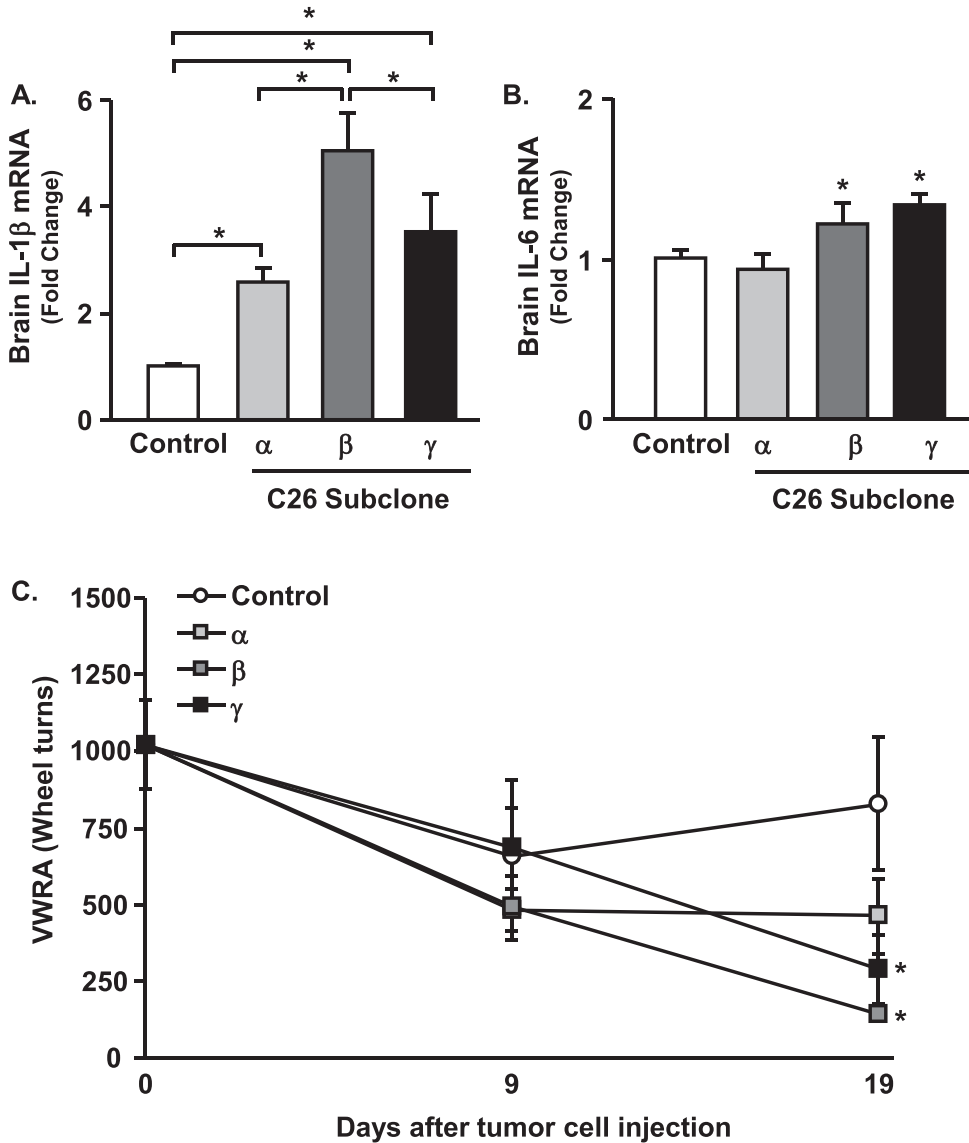 *
*
* *
A.
6
4
2
0
Brain IL-1β mRNA
(Fold Change)
*
Control α β γ
C26 Subclone
B.
2
1
0
Brain IL-6 mRNA
(Fold Change)
* *
Control α β γ
C26 Subclone
C.
1500
1250
1000
750
500
250
0
VWRA (Wheel turns)
Control
α
β
γ
*
*
0 9 19
Days after tumor cell injection